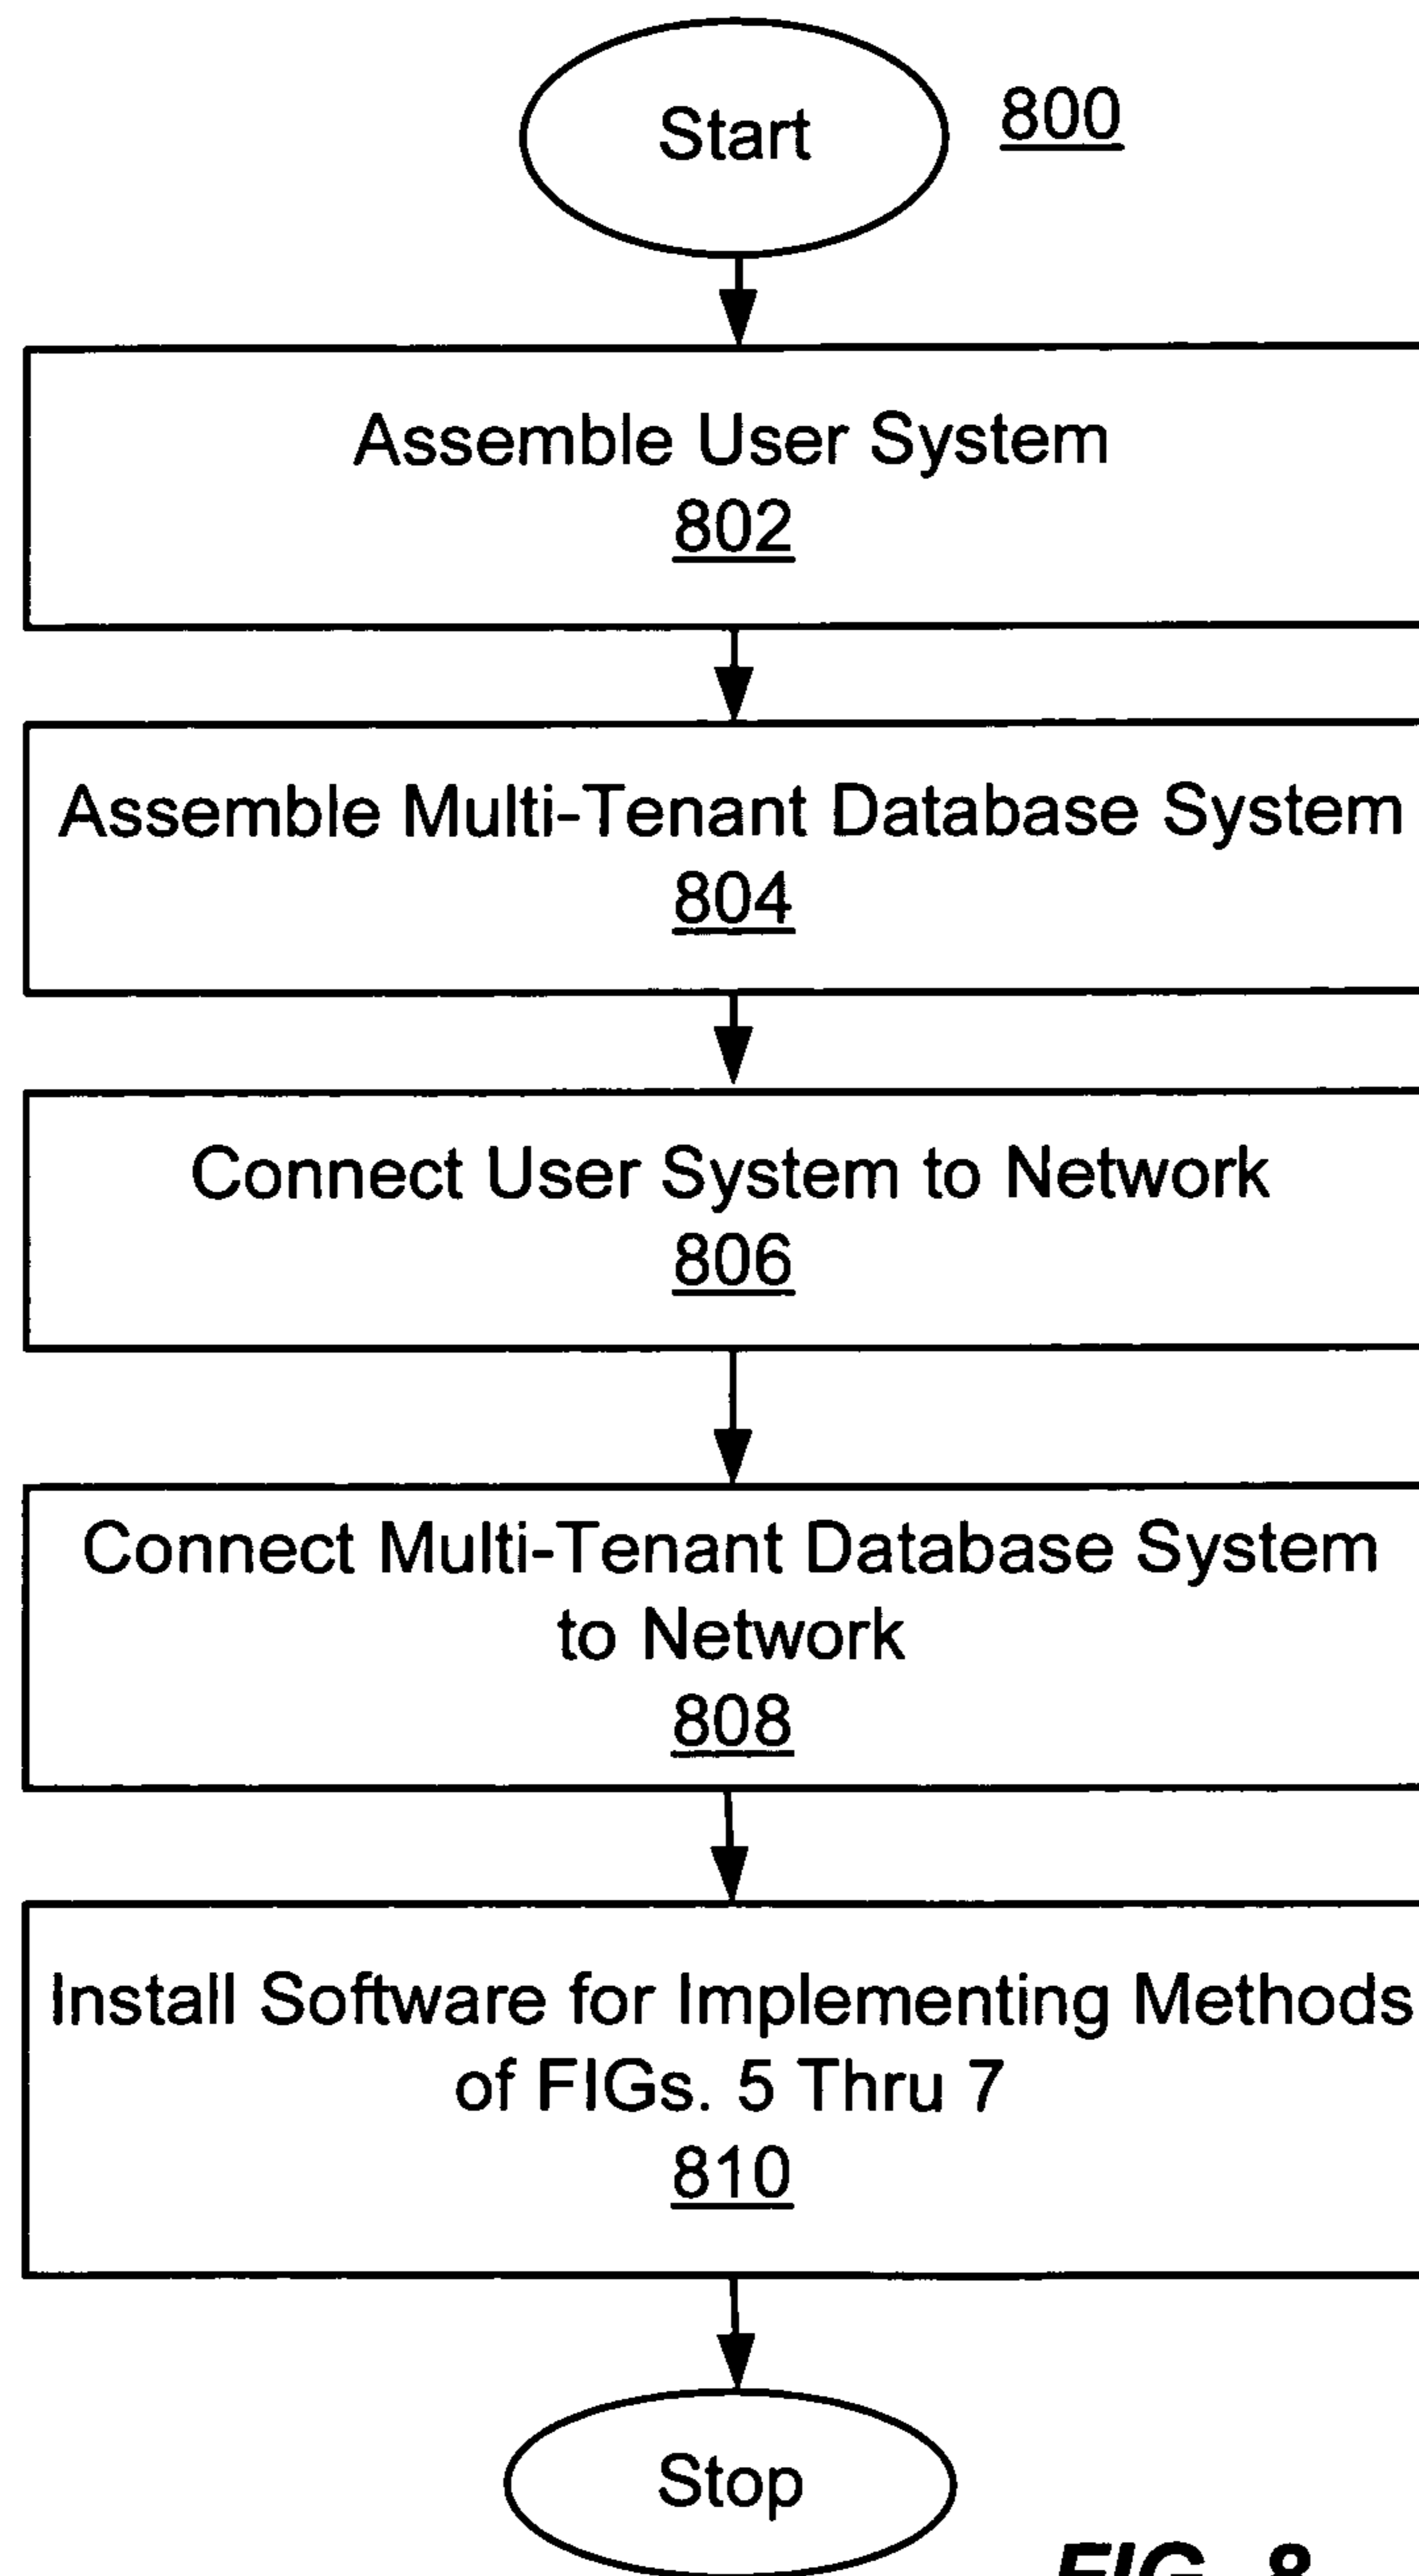 Start
800
Assemble User System
802
Assemble Multi-Tenant Database System
804
Connect User System to Network
806
Connect Multi-Tenant Database System
to Network
808
Install Software for Implementing Methods
of FIGs. 5 Thru 7
810
Stop
FIG. 8